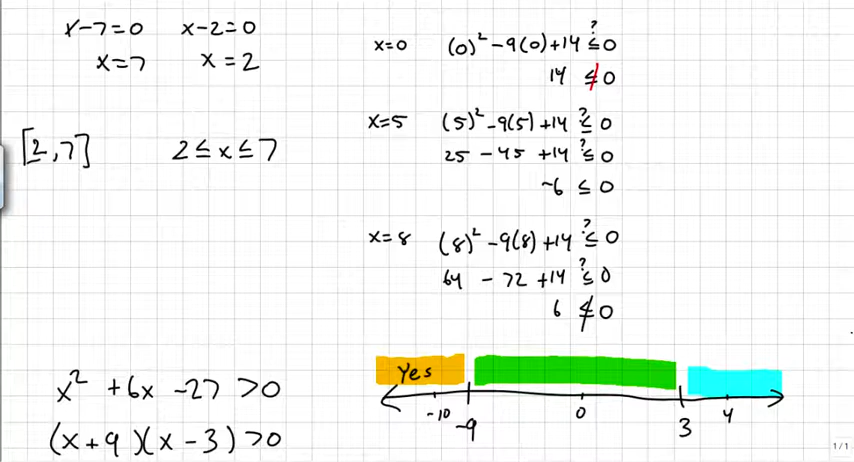 x-7=0 x-2=0
x=7 x=2
[2,7] 2≤x≤7
x=0 (0)² -9(0)+14 ≤? 0
14 ≰ 0
x=5 (5)² -9(5)+14 ≤? 0
25 -45 +14 ≤? 0
-6 ≤ 0
x=8 (8)² -9(8)+14 ≤? 0
64 -72 +14 ≤? 0
6 ≰ 0
x² +6x -27 >0
(x+9)(x-3)>0
Yes
-10 -9 0 3 4
1/1